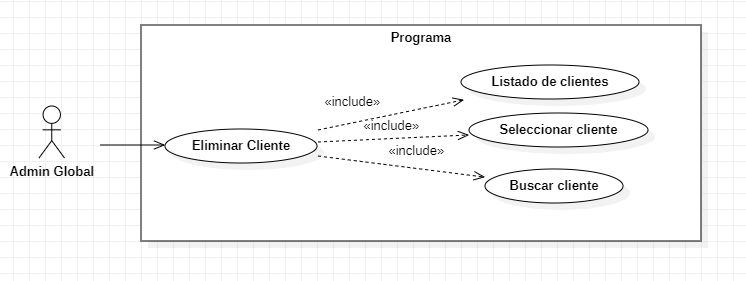 Programa
Listado de clientes
«include»
«include»
Seleccionar cliente
Eliminar Cliente
«include»
Admin Global
Buscar cliente